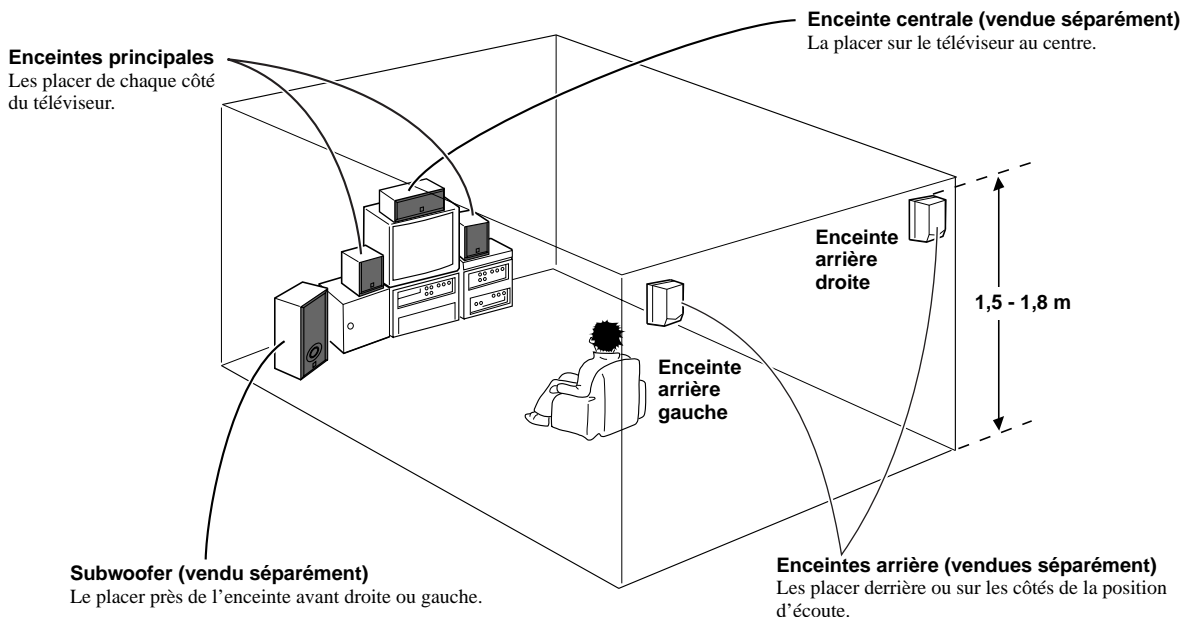 Enceinte centrale (vendue séparément)
La placer sur le téléviseur au centre.
Enceintes principales
Les placer de chaque côté
du téléviseur.
Enceinte
arrière
droite
1,5 - 1,8 m
Enceinte
arrière
gauche
Subwoofer (vendu séparément)
Le placer près de l'enceinte avant droite ou gauche.
Enceintes arrière (vendues séparément)
Les placer derrière ou sur les côtés de la position
d'écoute.